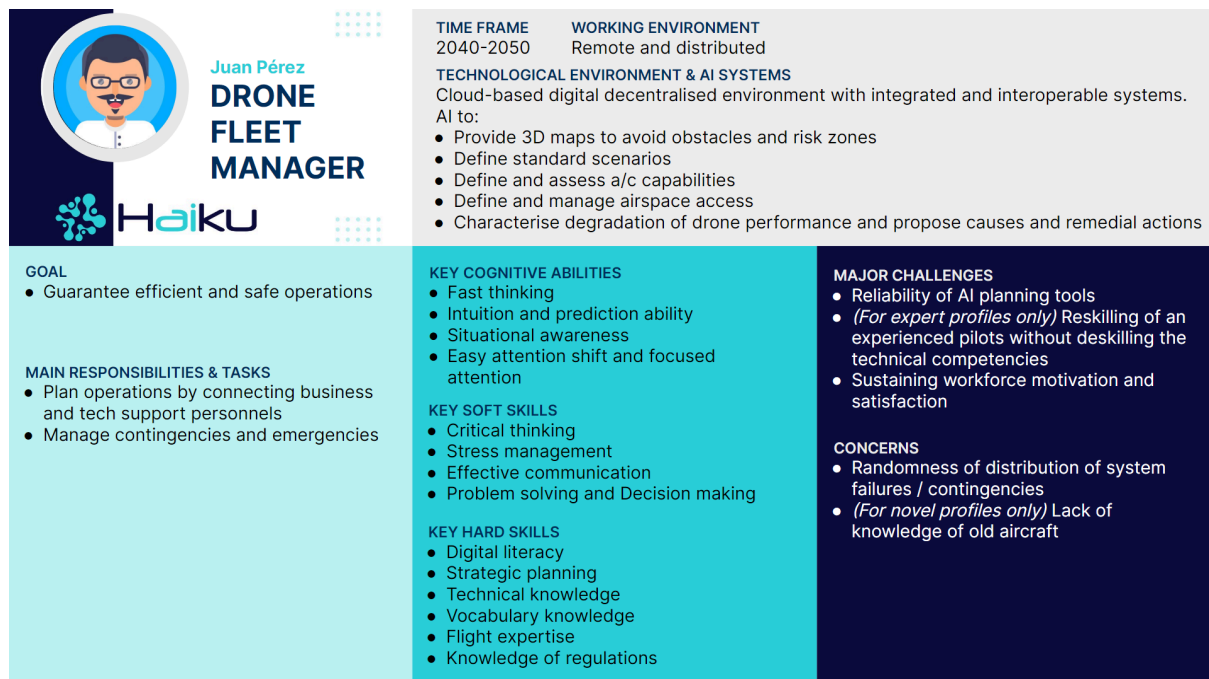 Juan Pérez
DRONE
FLEET
MANAGER
Haiku
TIME FRAME
2040-2050
WORKING ENVIRONMENT
Remote and distributed
TECHNOLOGICAL ENVIRONMENT & AI SYSTEMS
Cloud-based digital decentralised environment with integrated and interoperable systems.
AI to:
● Provide 3D maps to avoid obstacles and risk zones
● Define standard scenarios
● Define and assess a/c capabilities
● Define and manage airspace access
● Characterise degradation of drone performance and propose causes and remedial actions
GOAL
● Guarantee efficient and safe operations
MAIN RESPONSIBILITIES & TASKS
● Plan operations by connecting business
and tech support personnels
● Manage contingencies and emergencies
KEY COGNITIVE ABILITIES
● Fast thinking
● Intuition and prediction ability
● Situational awareness
● Easy attention shift and focused
attention
KEY SOFT SKILLS
● Critical thinking
● Stress management
● Effective communication
● Problem solving and Decision making
KEY HARD SKILLS
● Digital literacy
● Strategic planning
● Technical knowledge
● Vocabulary knowledge
● Flight expertise
● Knowledge of regulations
MAJOR CHALLENGES
● Reliability of AI planning tools
● (For expert profiles only) Reskilling of an
experienced pilots without deskilling the
technical competencies
● Sustaining workforce motivation and
satisfaction
CONCERNS
● Randomness of distribution of system
failures / contingencies
● (For novel profiles only) Lack of
knowledge of old aircraft